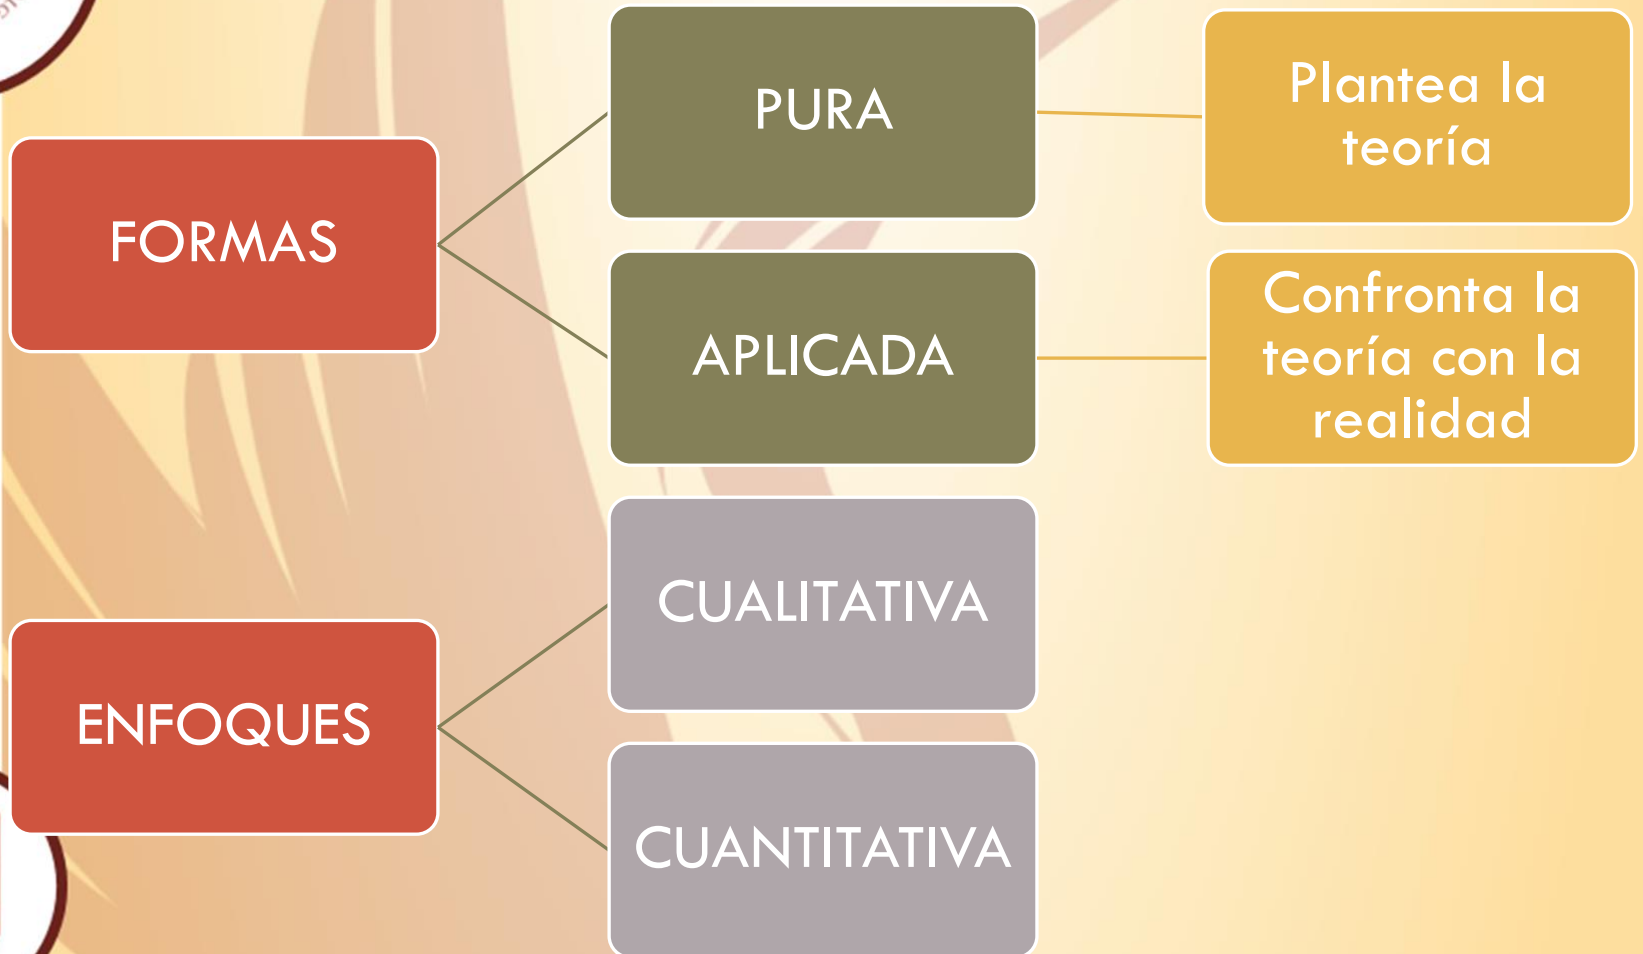 FORMAS
PURA
Plantea la
teoría
APLICADA
Confronta la
teoría con la
realidad
ENFOQUES
CUALITATIVA
CUANTITATIVA